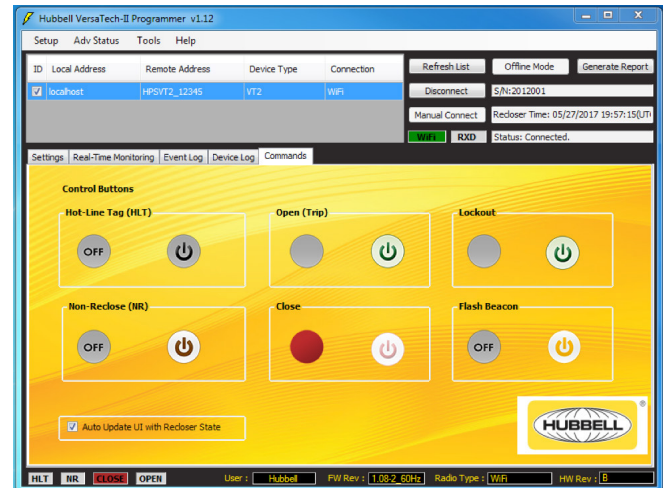 Hubbell VersaTech-II Programmer v1.12
Setup Adv Status Tools Help
ID Local Address Remote Address Device Type Connection
Refresh List Offline Mode Generate Report
localhost HPSVT2_12345 VT2 WiFi
Disconnect S/N:2012001
Manual Connect Recloser Time: 05/27/2017 19:57:15(UT
WiFi RXD Status: Connected.
Settings Real-Time Monitoring Event Log Device Log Commands
Control Buttons
Hot-Line Tag (HLT) Open (Trip) Lockout
OFF
Non-Reclose (NR) Close Flash Beacon
OFF OFF
Auto Update UI with Recloser State
HUBBELL ®
HLT NR CLOSE OPEN User : Hubbell FW Rev : 1.08-2_60Hz Radio Type : WiFi HW Rev : B